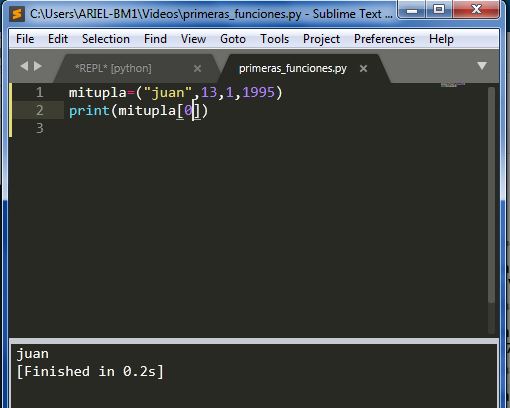 C:\Users\ARIEL-BM1\Videos\primeras_funciones.py - Sublime Text ...
File Edit Selection Find View Goto Tools Project Preferences Help
*REPL* [python] × primeras_funciones.py ×
1 mitupla=("juan",13,1,1995)
2 print(mitupla[0])
3
juan
[Finished in 0.2s]